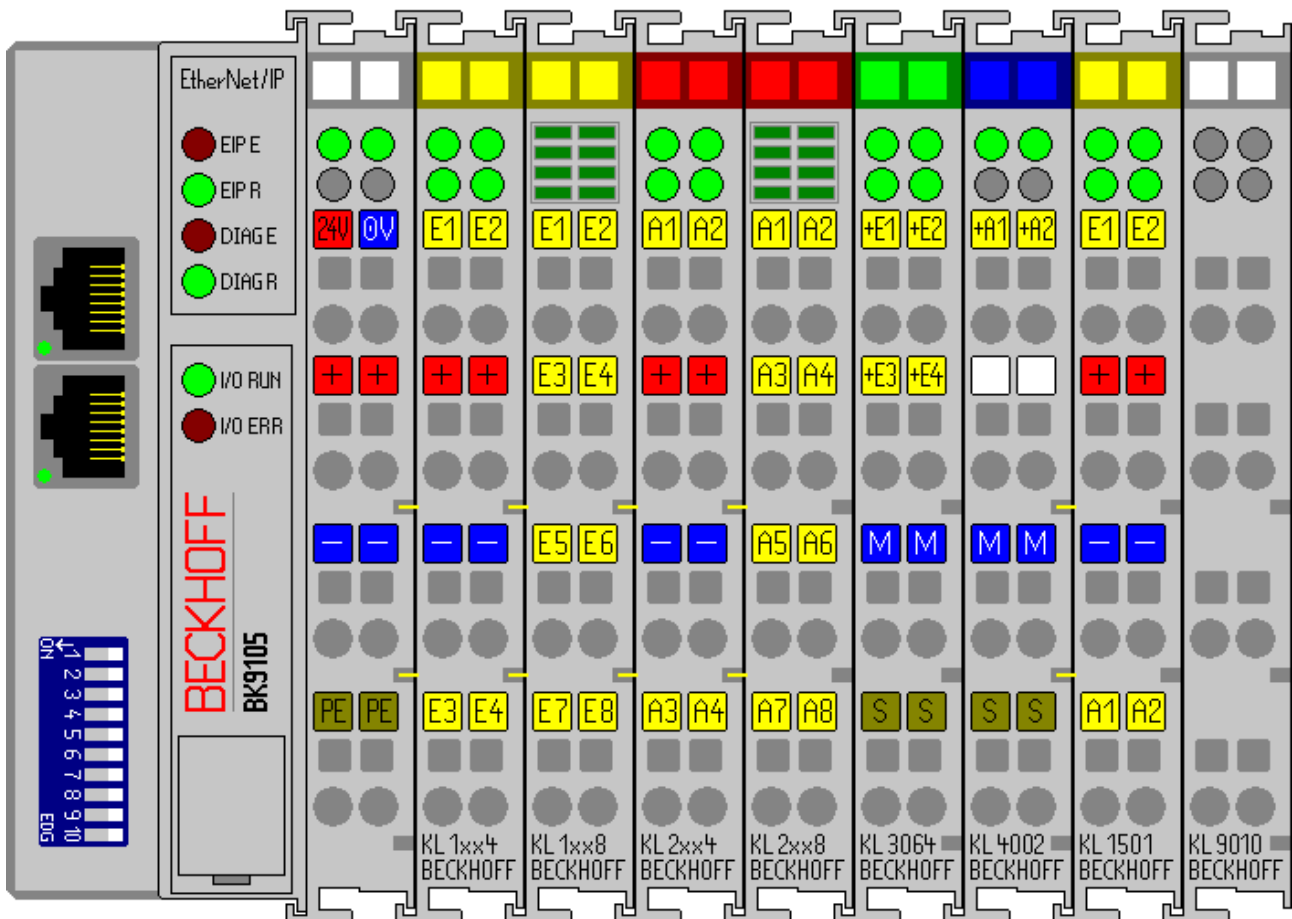 EtherNet/IP
EIP E
EIP R
DIAG E
DIAG R
I/O RUN
I/O ERR
BECKHOFF
BK9105
ON
1 2 3 4 5 6 7 8 9 10
EDG
24V 0V E1 E2 E1 E2 A1 A2 A1 A2 +E1 +E2 +A1 +A2 E1 E2
+ + + + E3 E4 + + A3 A4 +E3 +E4 + +
− − − − E5 E6 − − A5 A6 M M M M − −
PE PE E3 E4 E7 E8 A3 A4 A7 A8 S S S S A1 A2
KL 1xx4 KL 1xx8 KL 2xx4 KL 2xx8 KL 3064 KL 4002 KL 1501 KL 9010
BECKHOFF BECKHOFF BECKHOFF BECKHOFF BECKHOFF BECKHOFF BECKHOFF BECKHOFF